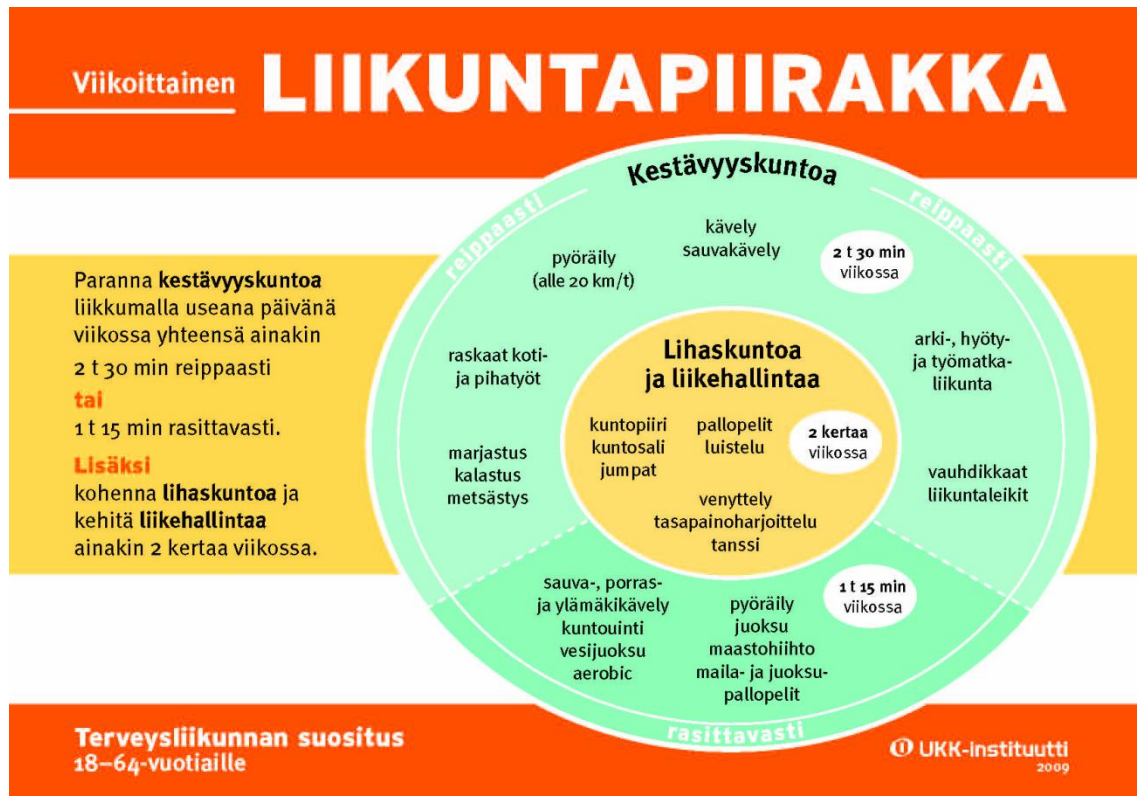 Viikoittainen LIIKUNTAPIIRAKKA
Paranna kestävyyskuntoa
liikkumalla useana päivänä
viikossa yhteensä ainakin
2 t 30 min reippaasti
tai
1 t 15 min rasittavasti.
Lisäksi
kohenna lihaskuntoa ja
kehitä liikehallintaa
ainakin 2 kertaa viikossa.
Kestävyyskuntoa
reippaasti
reippaasti
kävely
sauvakävely
2 t 30 min
viikossa
pyöräily
(alle 20 km/t)
raskaat koti-
ja pihatyöt
marjastus
kalastus
metsästys
arki-, hyöty-
ja työmatka-
liikunta
vauhdikkaat
liikuntaleikit
Lihaskuntoa
ja liikehallintaa
kuntopiiri
kuntosali
jumpat
pallopelit
luistelu
2 kertaa
viikossa
venyttely
tasapainoharjoittelu
tanssi
sauva-, porras-
ja ylämäkikävely
kuntouinti
vesijuoksu
aerobic
pyöräily
juoksu
maastohiihto
maila- ja juoksu-
pallopelit
1 t 15 min
viikossa
rasittavasti
Terveysliikunnan suositus
18–64-vuotiaille
UKK-instituutti
2009